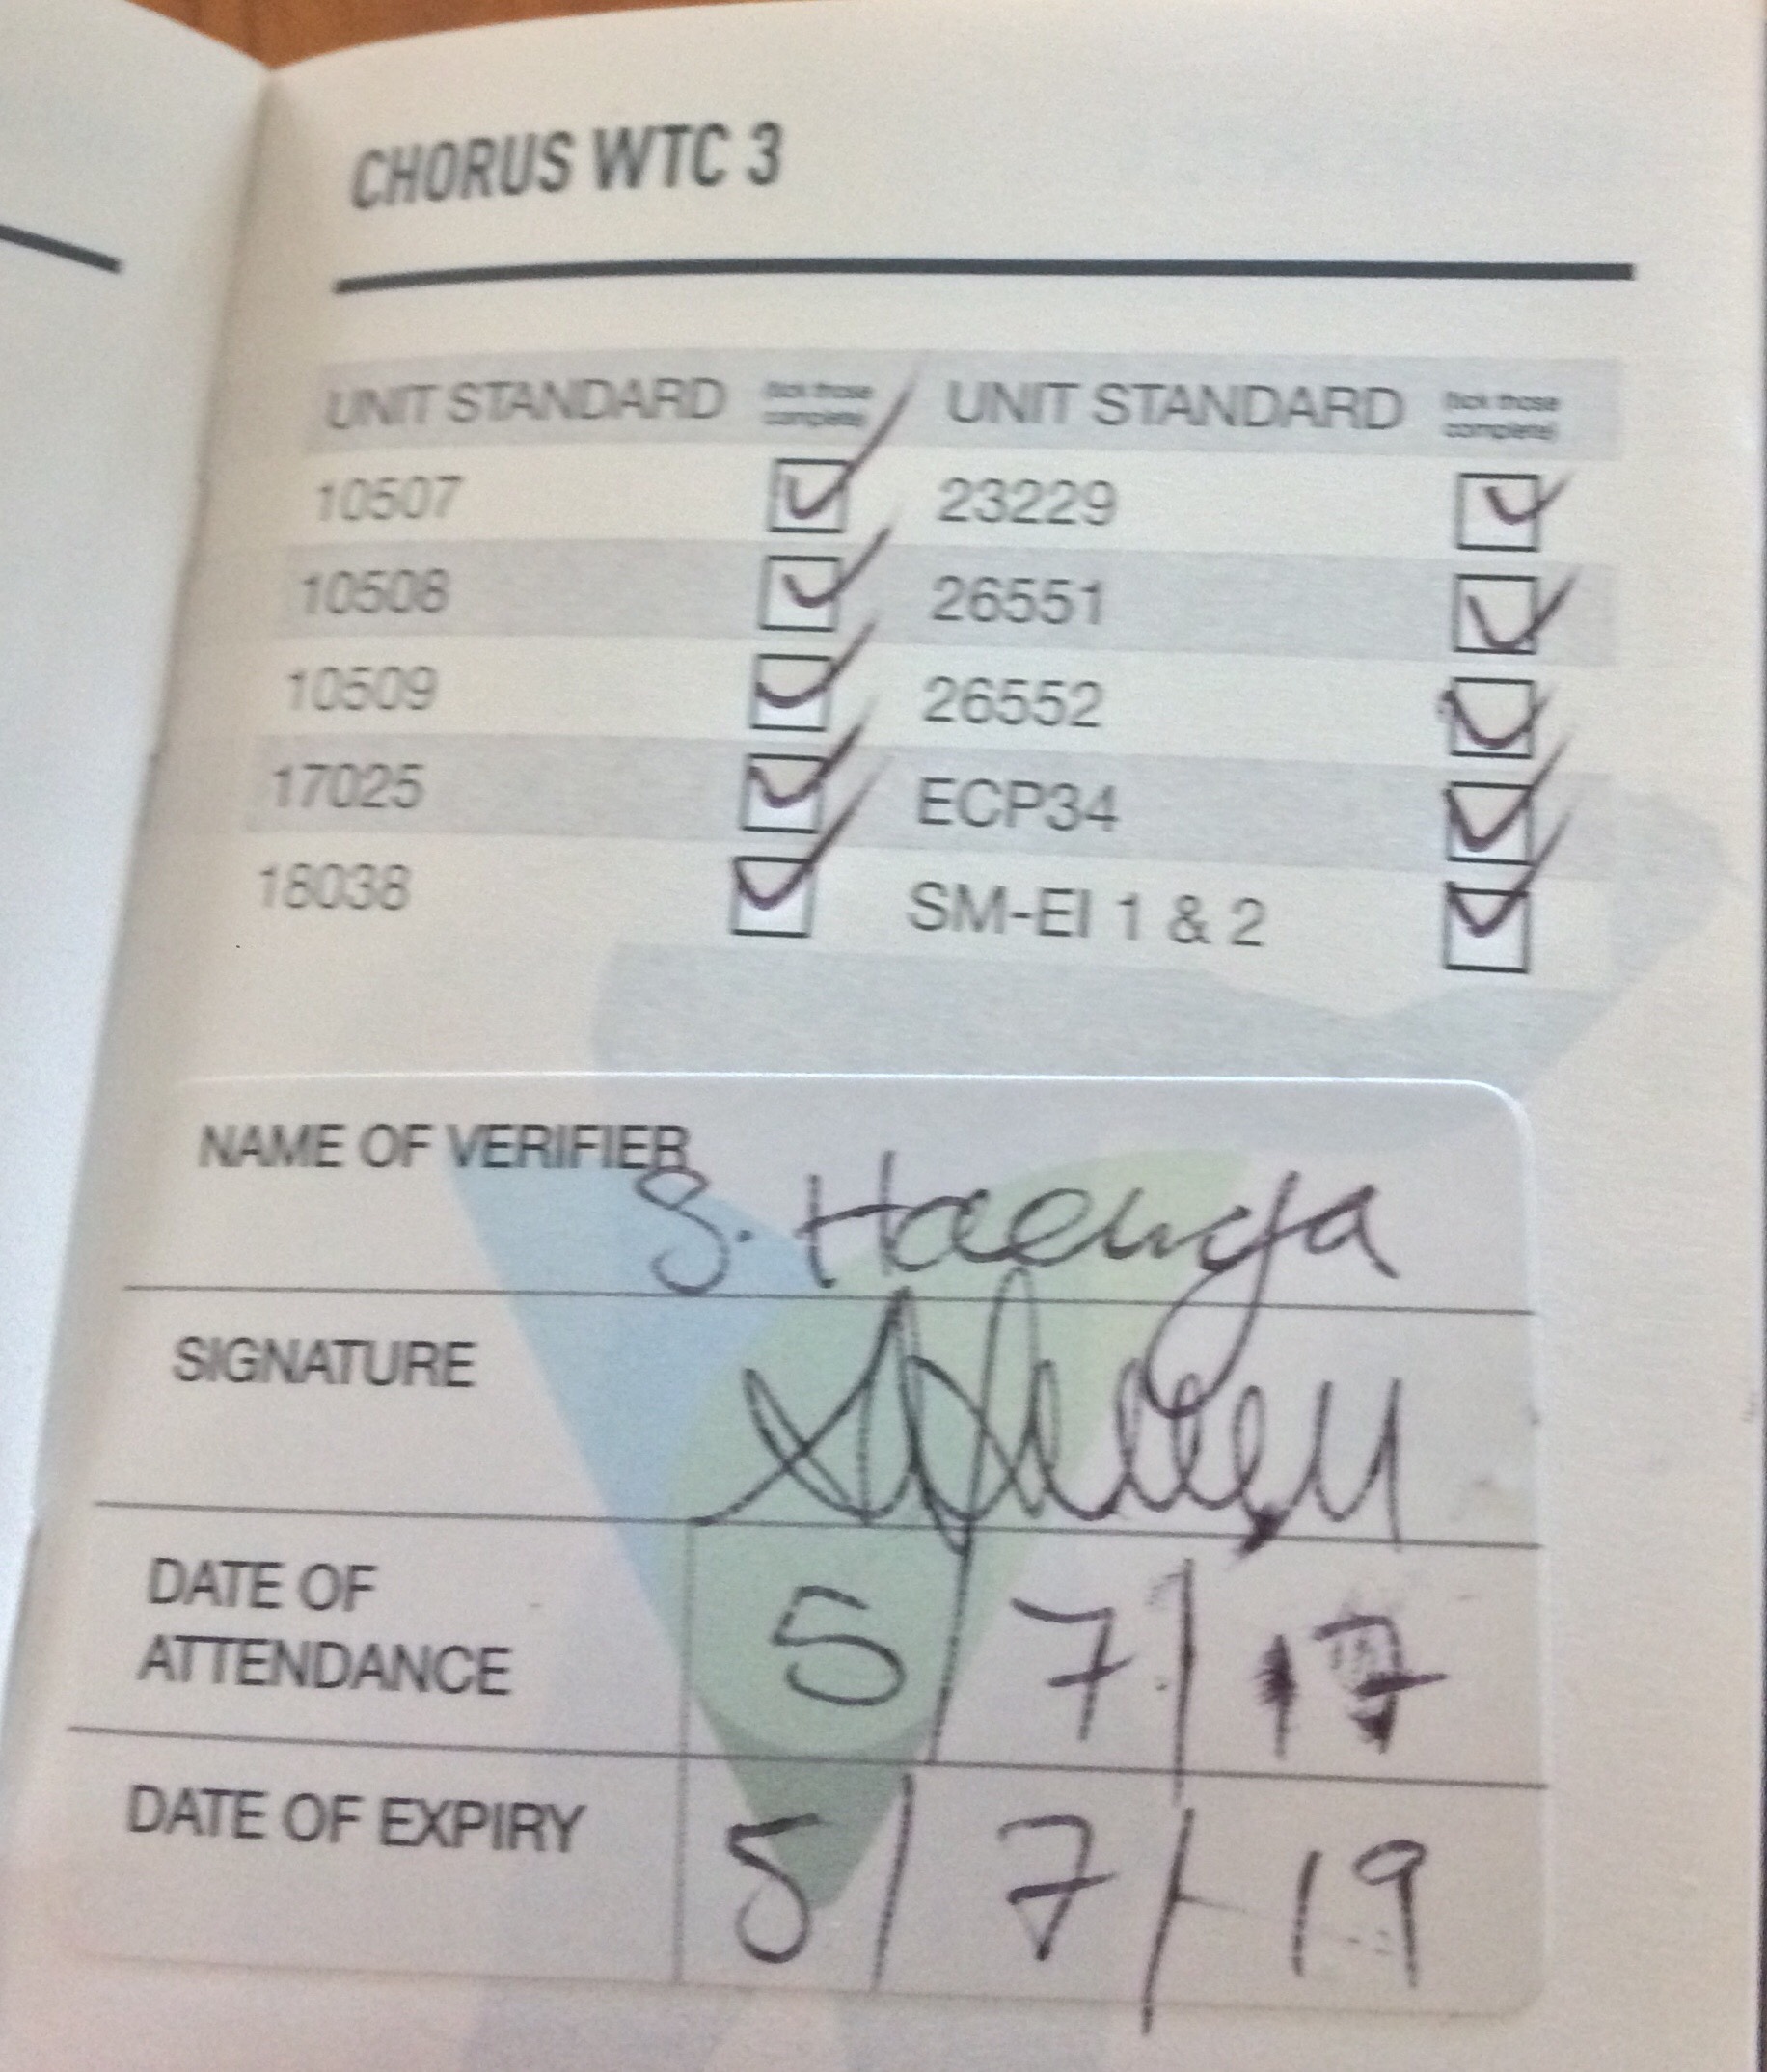 CHORUS WTC 3
UNIT STANDARD (tick those complete) UNIT STANDARD (tick those complete)
10507 23229
10508 26551
10509 26552
17025 ECP34
18038 SM-EI 1 & 2
NAME OF VERIFIER S. Haenga
SIGNATURE
DATE OF ATTENDANCE 5/7/17
DATE OF EXPIRY 5/7/19